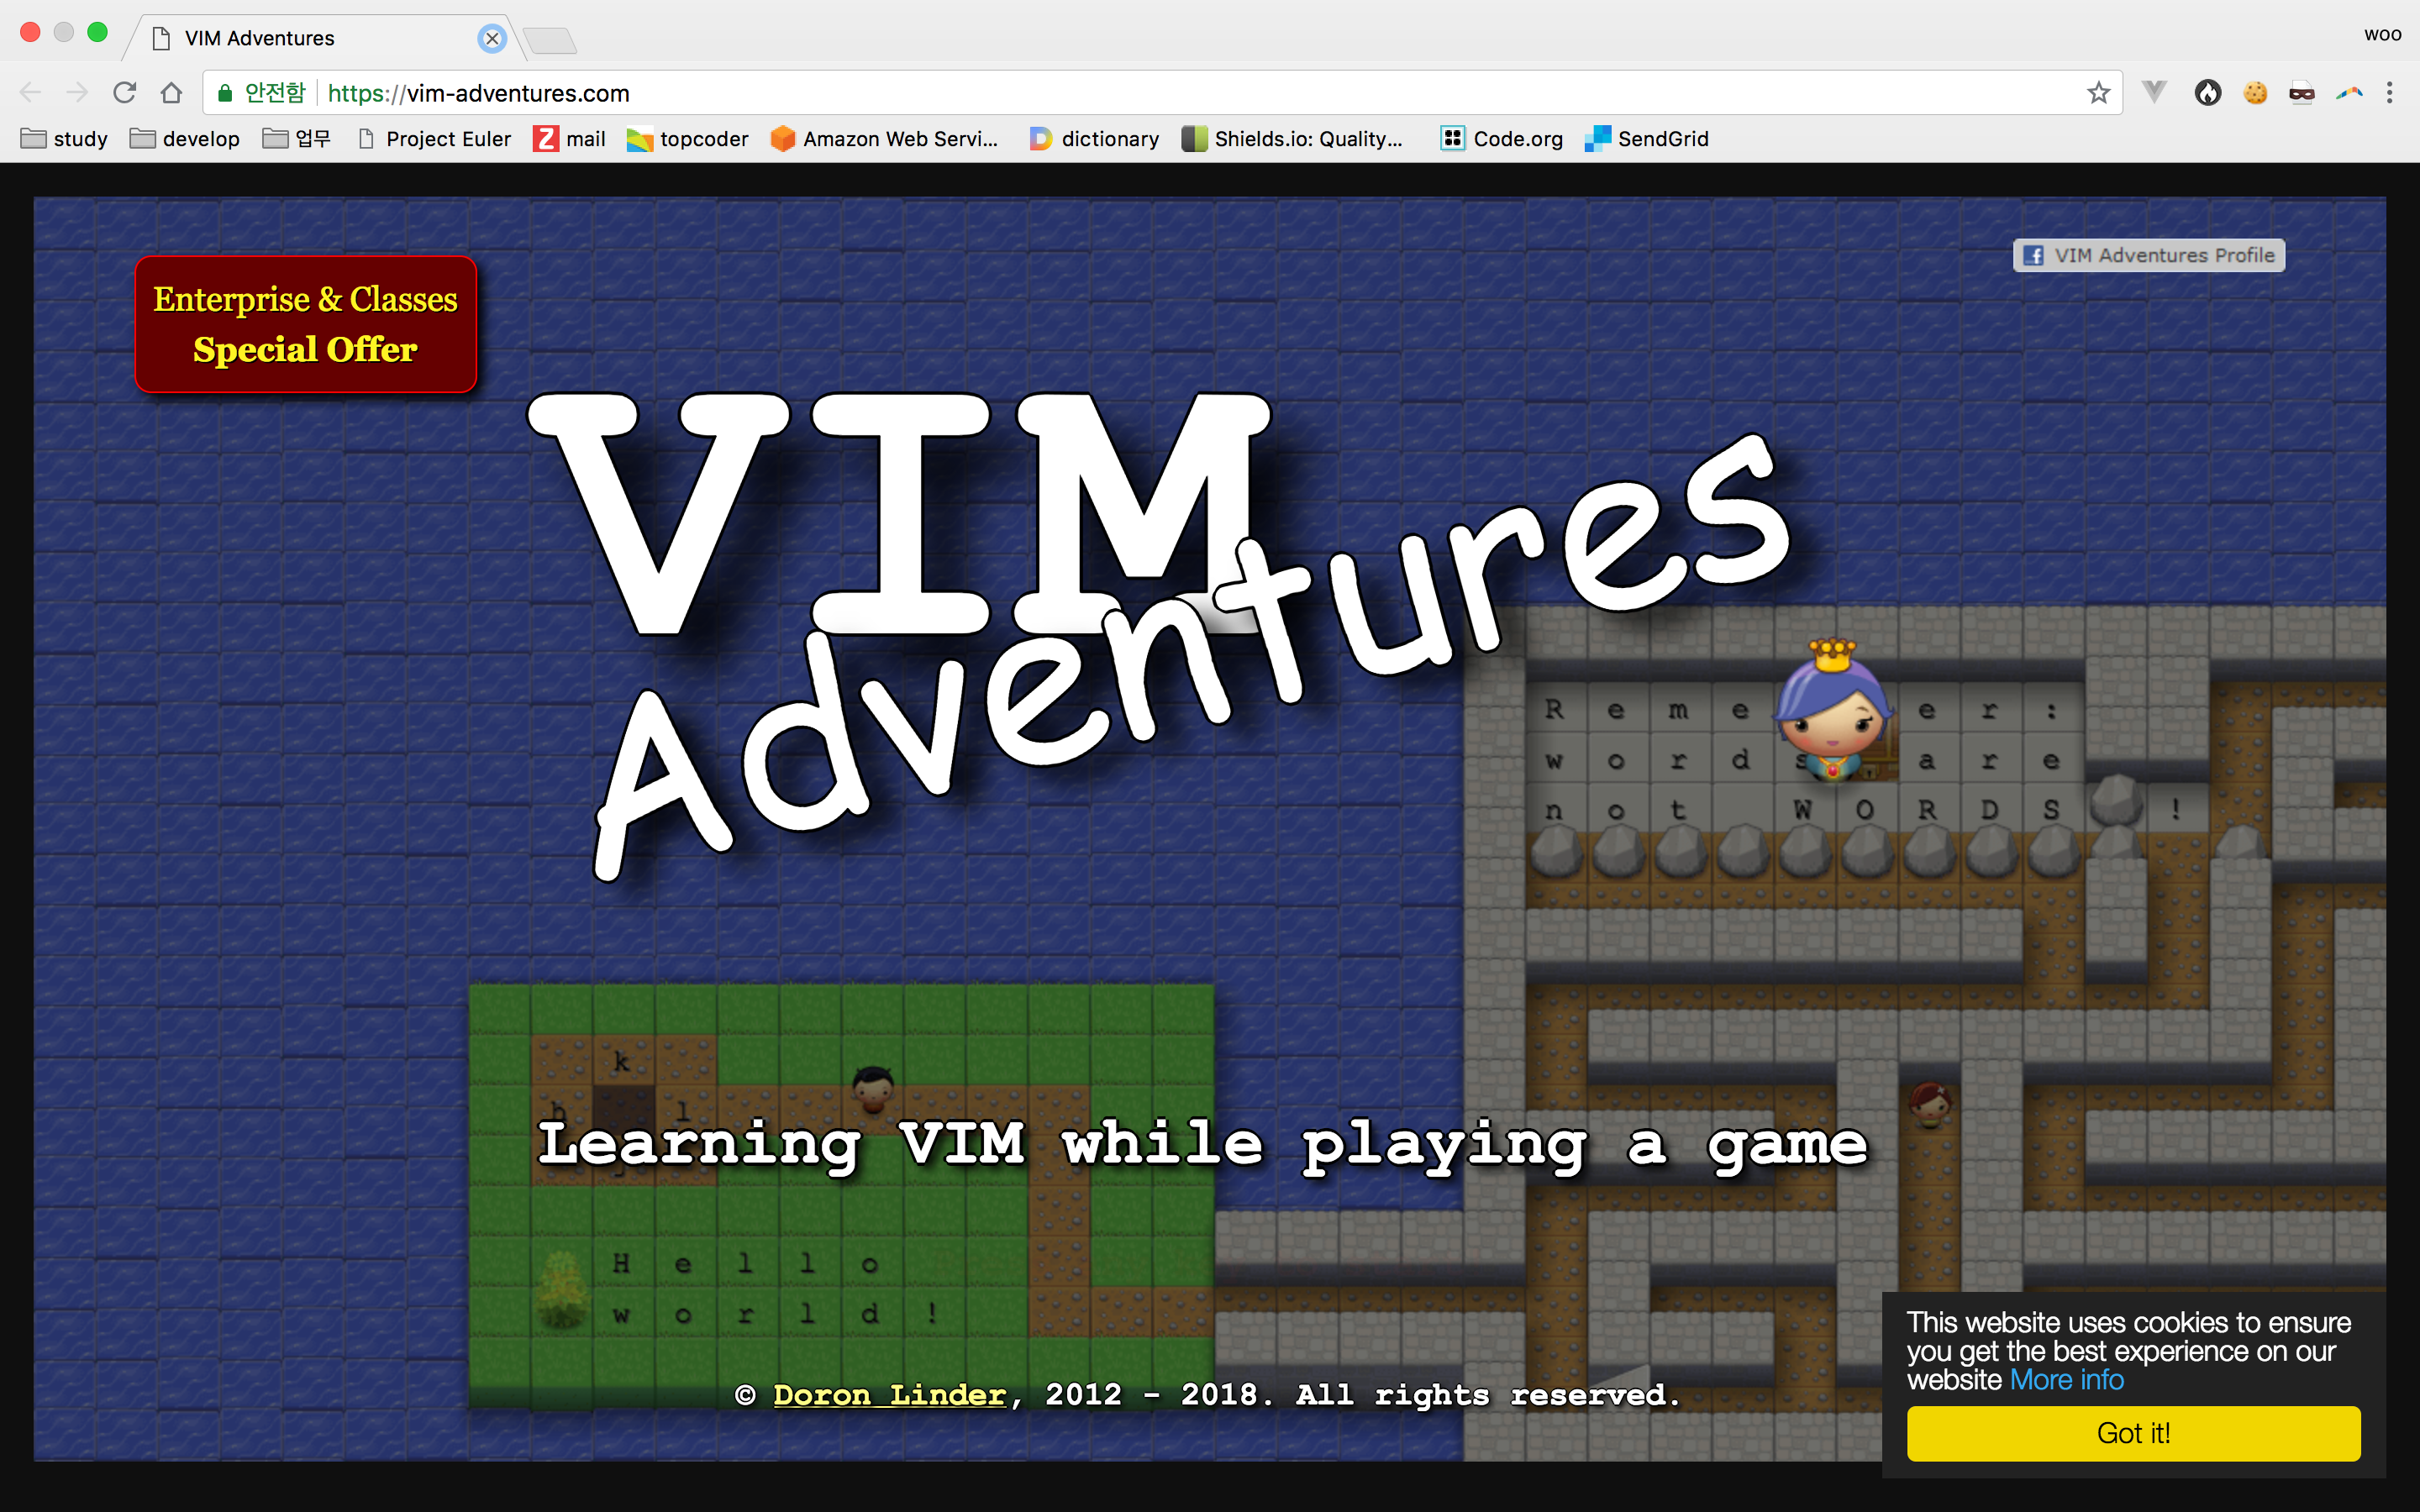 VIM Adventures
woo
안전함 https://vim-adventures.com
study develop 업무 Project Euler mail topcoder Amazon Web Servi... dictionary Shields.io: Quality... Code.org SendGrid
Enterprise & Classes
Special Offer
VIM Adventures Profile
VIM
Adventures
R e m e e r :
w o r d s a r e
n o t W O R D S !
k
h l
j
Learning VIM while playing a game
H e l l o
w o r l d !
© Doron Linder, 2012 - 2018. All rights reserved.
This website uses cookies to ensure
you get the best experience on our
website More info
Got it!